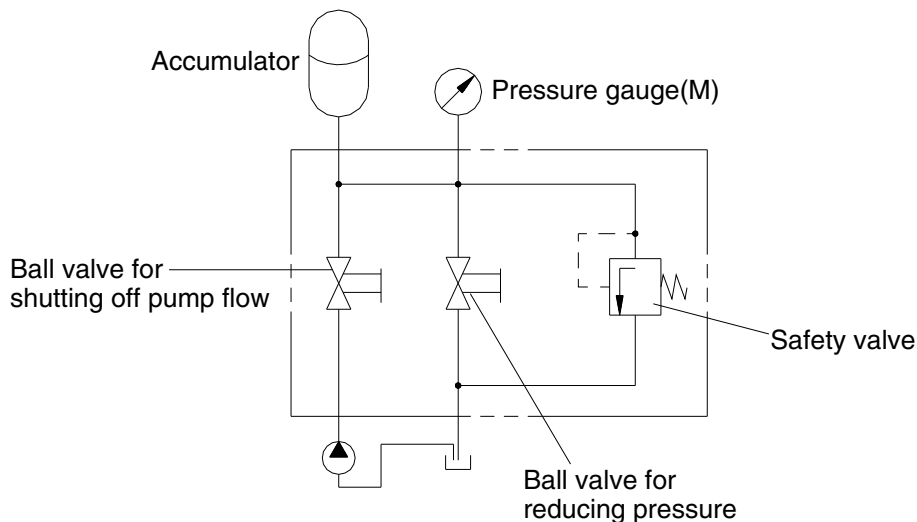 Accumulator
Pressure gauge(M)
Ball valve for
shutting off pump flow
Safety valve
Ball valve for
reducing pressure